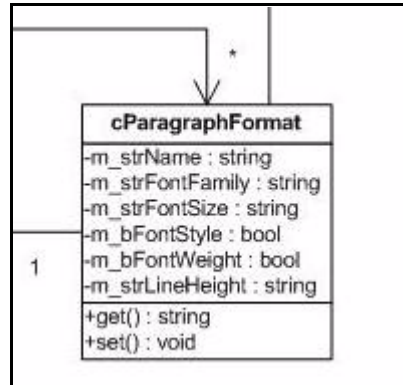 *
cParagraphFormat
-m_strName : string
-m_strFontFamily : string
-m_strFontSize : string
-m_bFontStyle : bool
-m_bFontWeight : bool
-m_strLineHeight : string
1
+get() : string
+set() : void